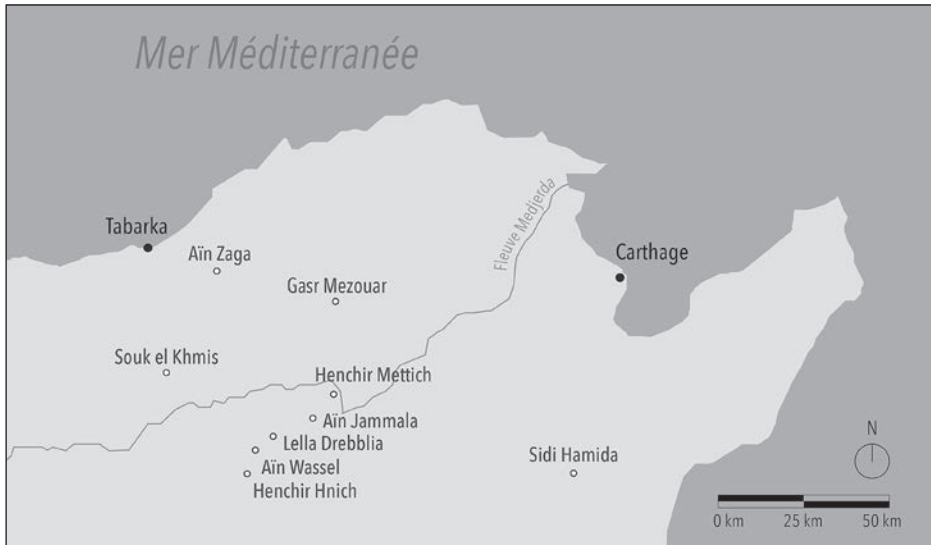 Mer Méditerranée
Tabarka
Aïn Zaga
Gasr Mezouar
Fleuve Medjerda
Carthage
Souk el Khmis
Henchir Mettich
Aïn Jammala
Lella Drebblia
Aïn Wassel
Henchir Hnich
Sidi Hamida
N
0 km 25 km 50 km